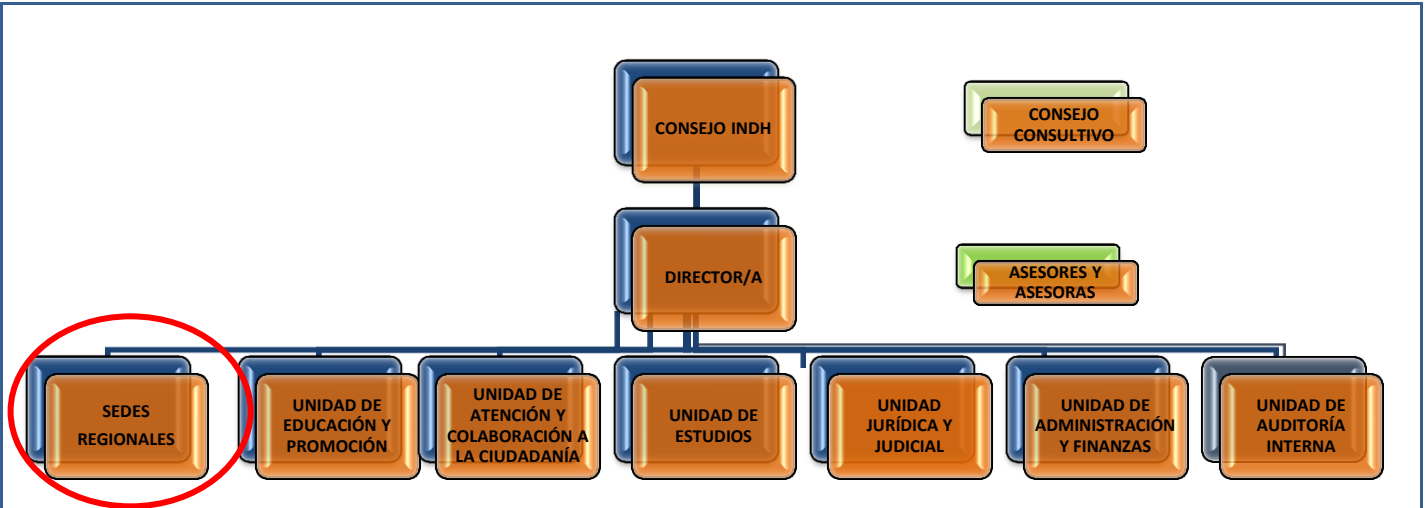 CONSEJO INDH
CONSEJO
CONSULTIVO
DIRECTOR/A
ASESORES Y
ASESORAS
SEDES
REGIONALES
UNIDAD DE
EDUCACIÓN Y
PROMOCIÓN
UNIDAD DE
ATENCIÓN Y
COLABORACIÓN A
LA CIUDADANÍA
UNIDAD DE
ESTUDIOS
UNIDAD
JURÍDICA Y
JUDICIAL
UNIDAD DE
ADMINISTRACIÓN
Y FINANZAS
UNIDAD DE
AUDITORÍA
INTERNA